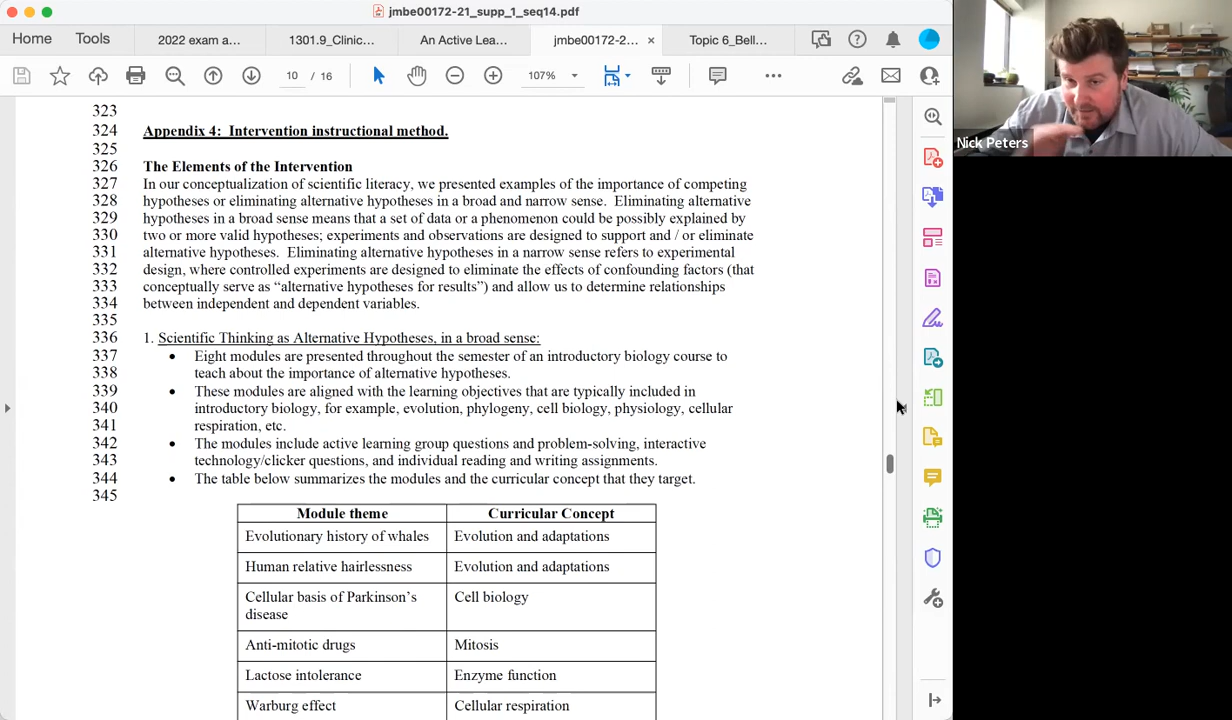 jmbe00172-21_supp_1_seq14.pdf
Home Tools 2022 exam a... 1301.9_Clinic... An Active Lea... jmbe00172-2... × Topic 6_Bell...
10 / 16 107%
Nick Peters
323
324 Appendix 4: Intervention instructional method.
325
326 The Elements of the Intervention
327 In our conceptualization of scientific literacy, we presented examples of the importance of competing
328 hypotheses or eliminating alternative hypotheses in a broad and narrow sense. Eliminating alternative
329 hypotheses in a broad sense means that a set of data or a phenomenon could be possibly explained by
330 two or more valid hypotheses; experiments and observations are designed to support and / or eliminate
331 alternative hypotheses. Eliminating alternative hypotheses in a narrow sense refers to experimental
332 design, where controlled experiments are designed to eliminate the effects of confounding factors (that
333 conceptually serve as “alternative hypotheses for results”) and allow us to determine relationships
334 between independent and dependent variables.
335
336 1. Scientific Thinking as Alternative Hypotheses, in a broad sense:
337 • Eight modules are presented throughout the semester of an introductory biology course to
338 teach about the importance of alternative hypotheses.
339 • These modules are aligned with the learning objectives that are typically included in
340 introductory biology, for example, evolution, phylogeny, cell biology, physiology, cellular
341 respiration, etc.
342 • The modules include active learning group questions and problem-solving, interactive
343 technology/clicker questions, and individual reading and writing assignments.
344 • The table below summarizes the modules and the curricular concept that they target.
345
Module theme Curricular Concept
Evolutionary history of whales Evolution and adaptations
Human relative hairlessness Evolution and adaptations
Cellular basis of Parkinson’s Cell biology
disease
Anti-mitotic drugs Mitosis
Lactose intolerance Enzyme function
Warburg effect Cellular respiration